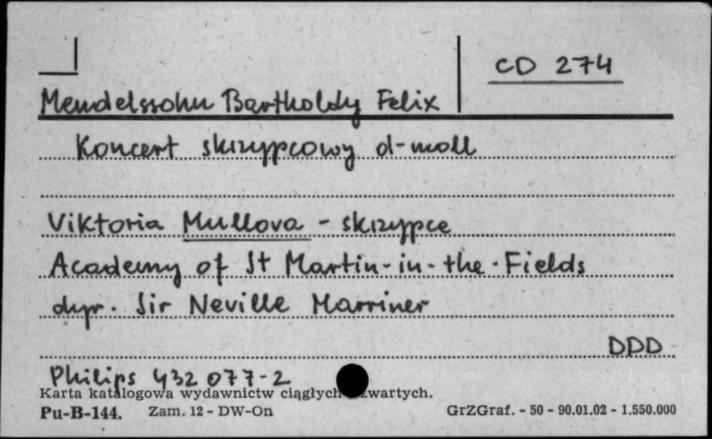 CD 274
Mendelssohn Bartholdy Felix
Koncert skrzypcowy d-moll
Viktoria Mullova - skrzypce
Academy of St Martin-in-the-Fields
dyr. Sir Neville Marriner
DDD
Philips 432 077-2
Karta katalogowa wydawnictw ciągłych zwartych.
Pu-B-144. Zam. 12 - DW-On GrZGraf. - 50 - 90.01.02 - 1.550.000